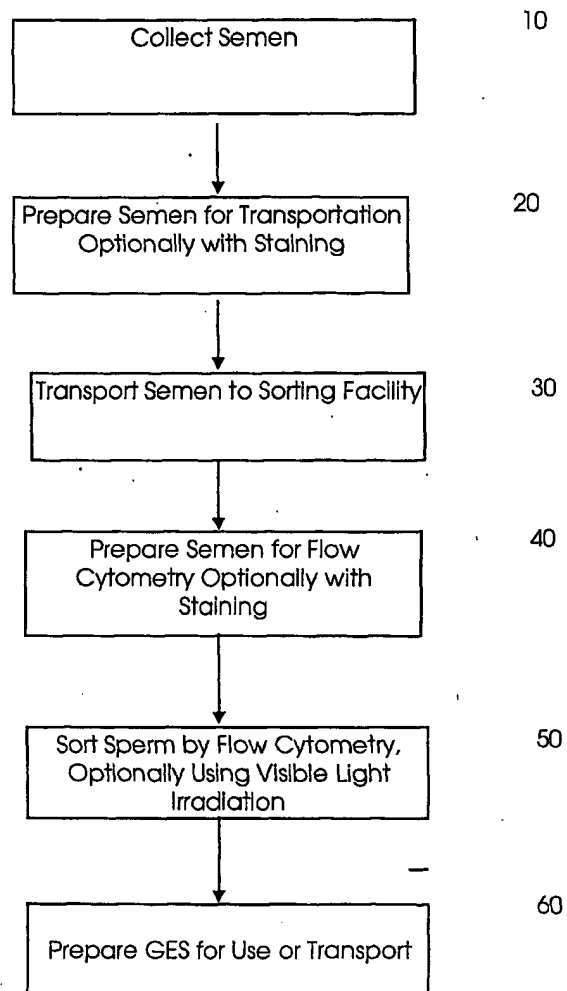 10
Collect Semen
20
Prepare Semen for Transportation
Optionally with Staining
Transport Semen to Sorting Facility
30
40
Prepare Semen for Flow
Cytometry Optionally with
Staining
50
Sort Sperm by Flow Cytometry,
Optionally Using Visible Light
Irradiation
60
Prepare GES for Use or Transport